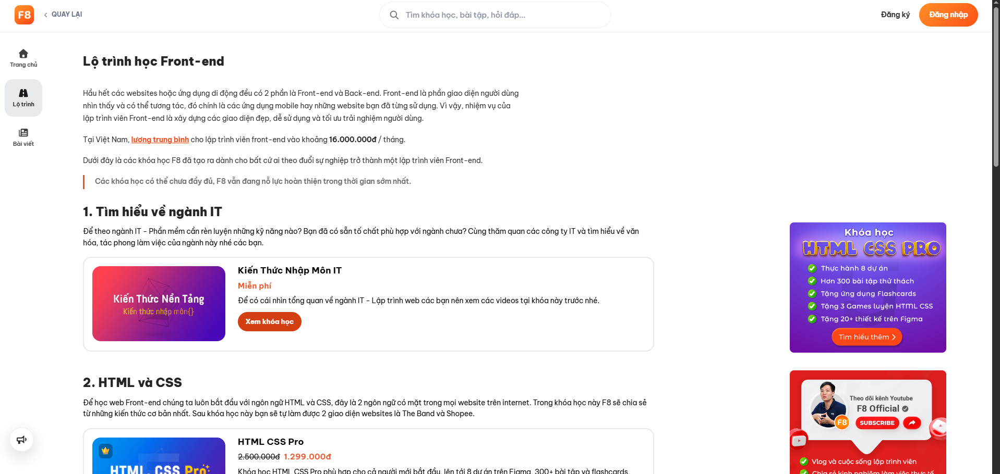 F8
QUAY LẠI
Tìm khóa học, bài tập, hỏi đáp...
Đăng ký
Đăng nhập
Trang chủ
Lộ trình
Bài viết
Lộ trình học Front-end
Hầu hết các websites hoặc ứng dụng di động đều có 2 phần là Front-end và Back-end. Front-end là phần giao diện người dùng
nhìn thấy và có thể tương tác, đó chính là các ứng dụng mobile hay những website bạn đã từng sử dụng. Vì vậy, nhiệm vụ của
lập trình viên Front-end là xây dựng các giao diện đẹp, dễ sử dụng và tối ưu trải nghiệm người dùng.
Tại Việt Nam, lương trung bình cho lập trình viên front-end vào khoảng 16.000.000đ / tháng.
Dưới đây là các khóa học F8 đã tạo ra dành cho bất cứ ai theo đuổi sự nghiệp trở thành một lập trình viên Front-end.
Các khóa học có thể chưa đầy đủ, F8 vẫn đang nỗ lực hoàn thiện trong thời gian sớm nhất.
1. Tìm hiểu về ngành IT
Để theo ngành IT - Phần mềm cần rèn luyện những kỹ năng nào? Bạn đã có sẵn tố chất phù hợp với ngành chưa? Cùng thăm quan các công ty IT và tìm hiểu về văn
hóa, tác phong làm việc của ngành này nhé các bạn.
Kiến Thức Nền Tảng
Kiến thức nhập môn{}
Kiến Thức Nhập Môn IT
Miễn phí
Để có cái nhìn tổng quan về ngành IT - Lập trình web các bạn nên xem các videos tại khóa này trước nhé.
Xem khóa học
2. HTML và CSS
Để học web Front-end chúng ta luôn bắt đầu với ngôn ngữ HTML và CSS, đây là 2 ngôn ngữ có mặt trong mọi website trên internet. Trong khóa học này F8 sẽ chia sẻ
từ những kiến thức cơ bản nhất. Sau khóa học này bạn sẽ tự làm được 2 giao diện websites là The Band và Shopee.
HTML CSS Pro
HTML CSS Pro
2.500.000đ 1.299.000đ
Khóa học HTML CSS Pro phù hợp cho cả người mới bắt đầu, lên tới 8 dự án trên Figma, 300+ bài tập và flashcards.
Khóa học
HTML CSS PRO
Thực hành 8 dự án
Hơn 300 bài tập thử thách
Tặng ứng dụng Flashcards
Tặng 3 Games luyện HTML CSS
Tặng 20+ thiết kế trên Figma
Tìm hiểu thêm
Theo dõi kênh Youtube
F8 Official
F8
SUBSCRIBE
Vlog và cuộc sống lập trình viên
Chia sẻ kinh nghiệm làm việc thực tế